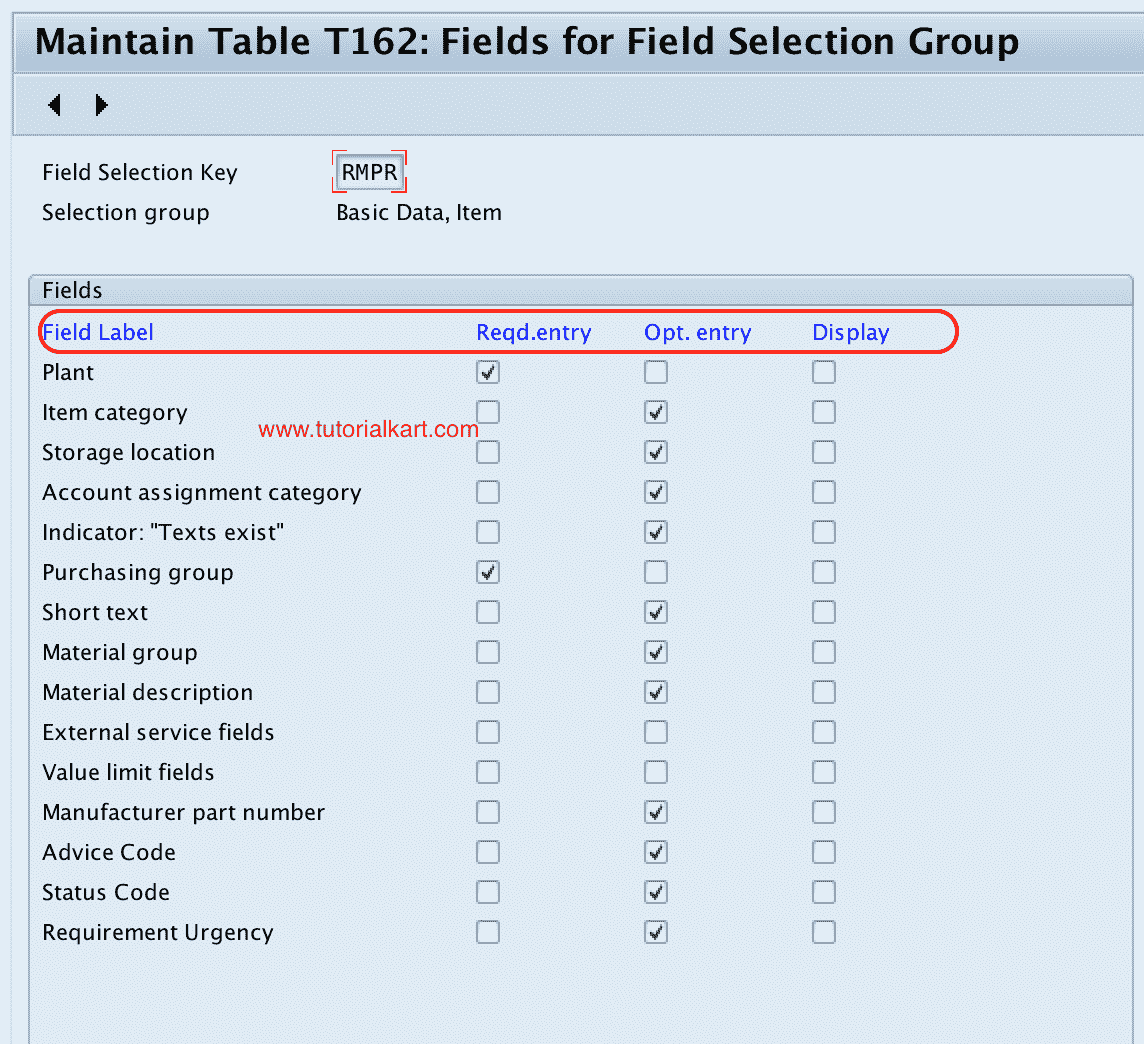 Maintain Table T162: Fields for Field Selection Group
Field Selection Key RMPR
Selection group Basic Data, Item
Fields
Field Label Reqd.entry Opt. entry Display
Plant
Item category
www.tutorialkart.com
Storage location
Account assignment category
Indicator: "Texts exist"
Purchasing group
Short text
Material group
Material description
External service fields
Value limit fields
Manufacturer part number
Advice Code
Status Code
Requirement Urgency